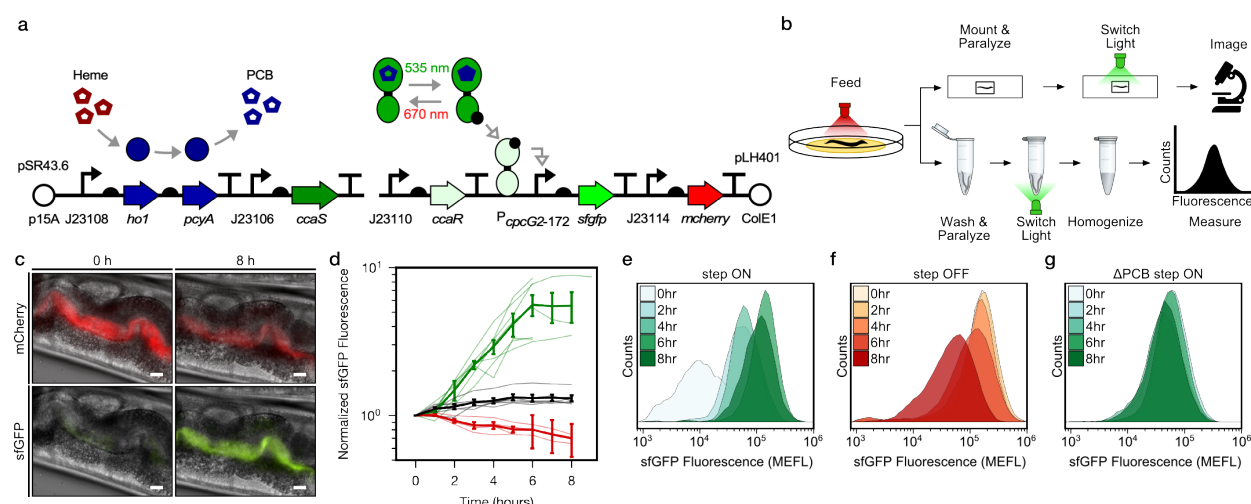 a
Heme
PCB
535 nm
670 nm
pSR43.6
pLH401
p15A
J23108
ho1
pcyA
J23106
ccaS
J23110
ccaR
PcpcG2-172
sfgfp
J23114
mcherry
ColE1
b
Mount &
Paralyze
Switch
Light
Image
Feed
Counts
Fluorescence
Wash &
Paralyze
Switch
Light
Homogenize
Measure
c
0 h
8 h
mCherry
sfGFP
d
Normalized sfGFP Fluorescence
10¹
10⁰
0
2
4
6
8
Time (hours)
e
step ON
0hr
2hr
4hr
6hr
8hr
Counts
10³
10⁴
10⁵
10⁶
sfGFP Fluorescence (MEFL)
f
step OFF
0hr
2hr
4hr
6hr
8hr
Counts
10³
10⁴
10⁵
10⁶
sfGFP Fluorescence (MEFL)
g
ΔPCB step ON
0hr
2hr
4hr
6hr
8hr
Counts
10³
10⁴
10⁵
10⁶
sfGFP Fluorescence (MEFL)